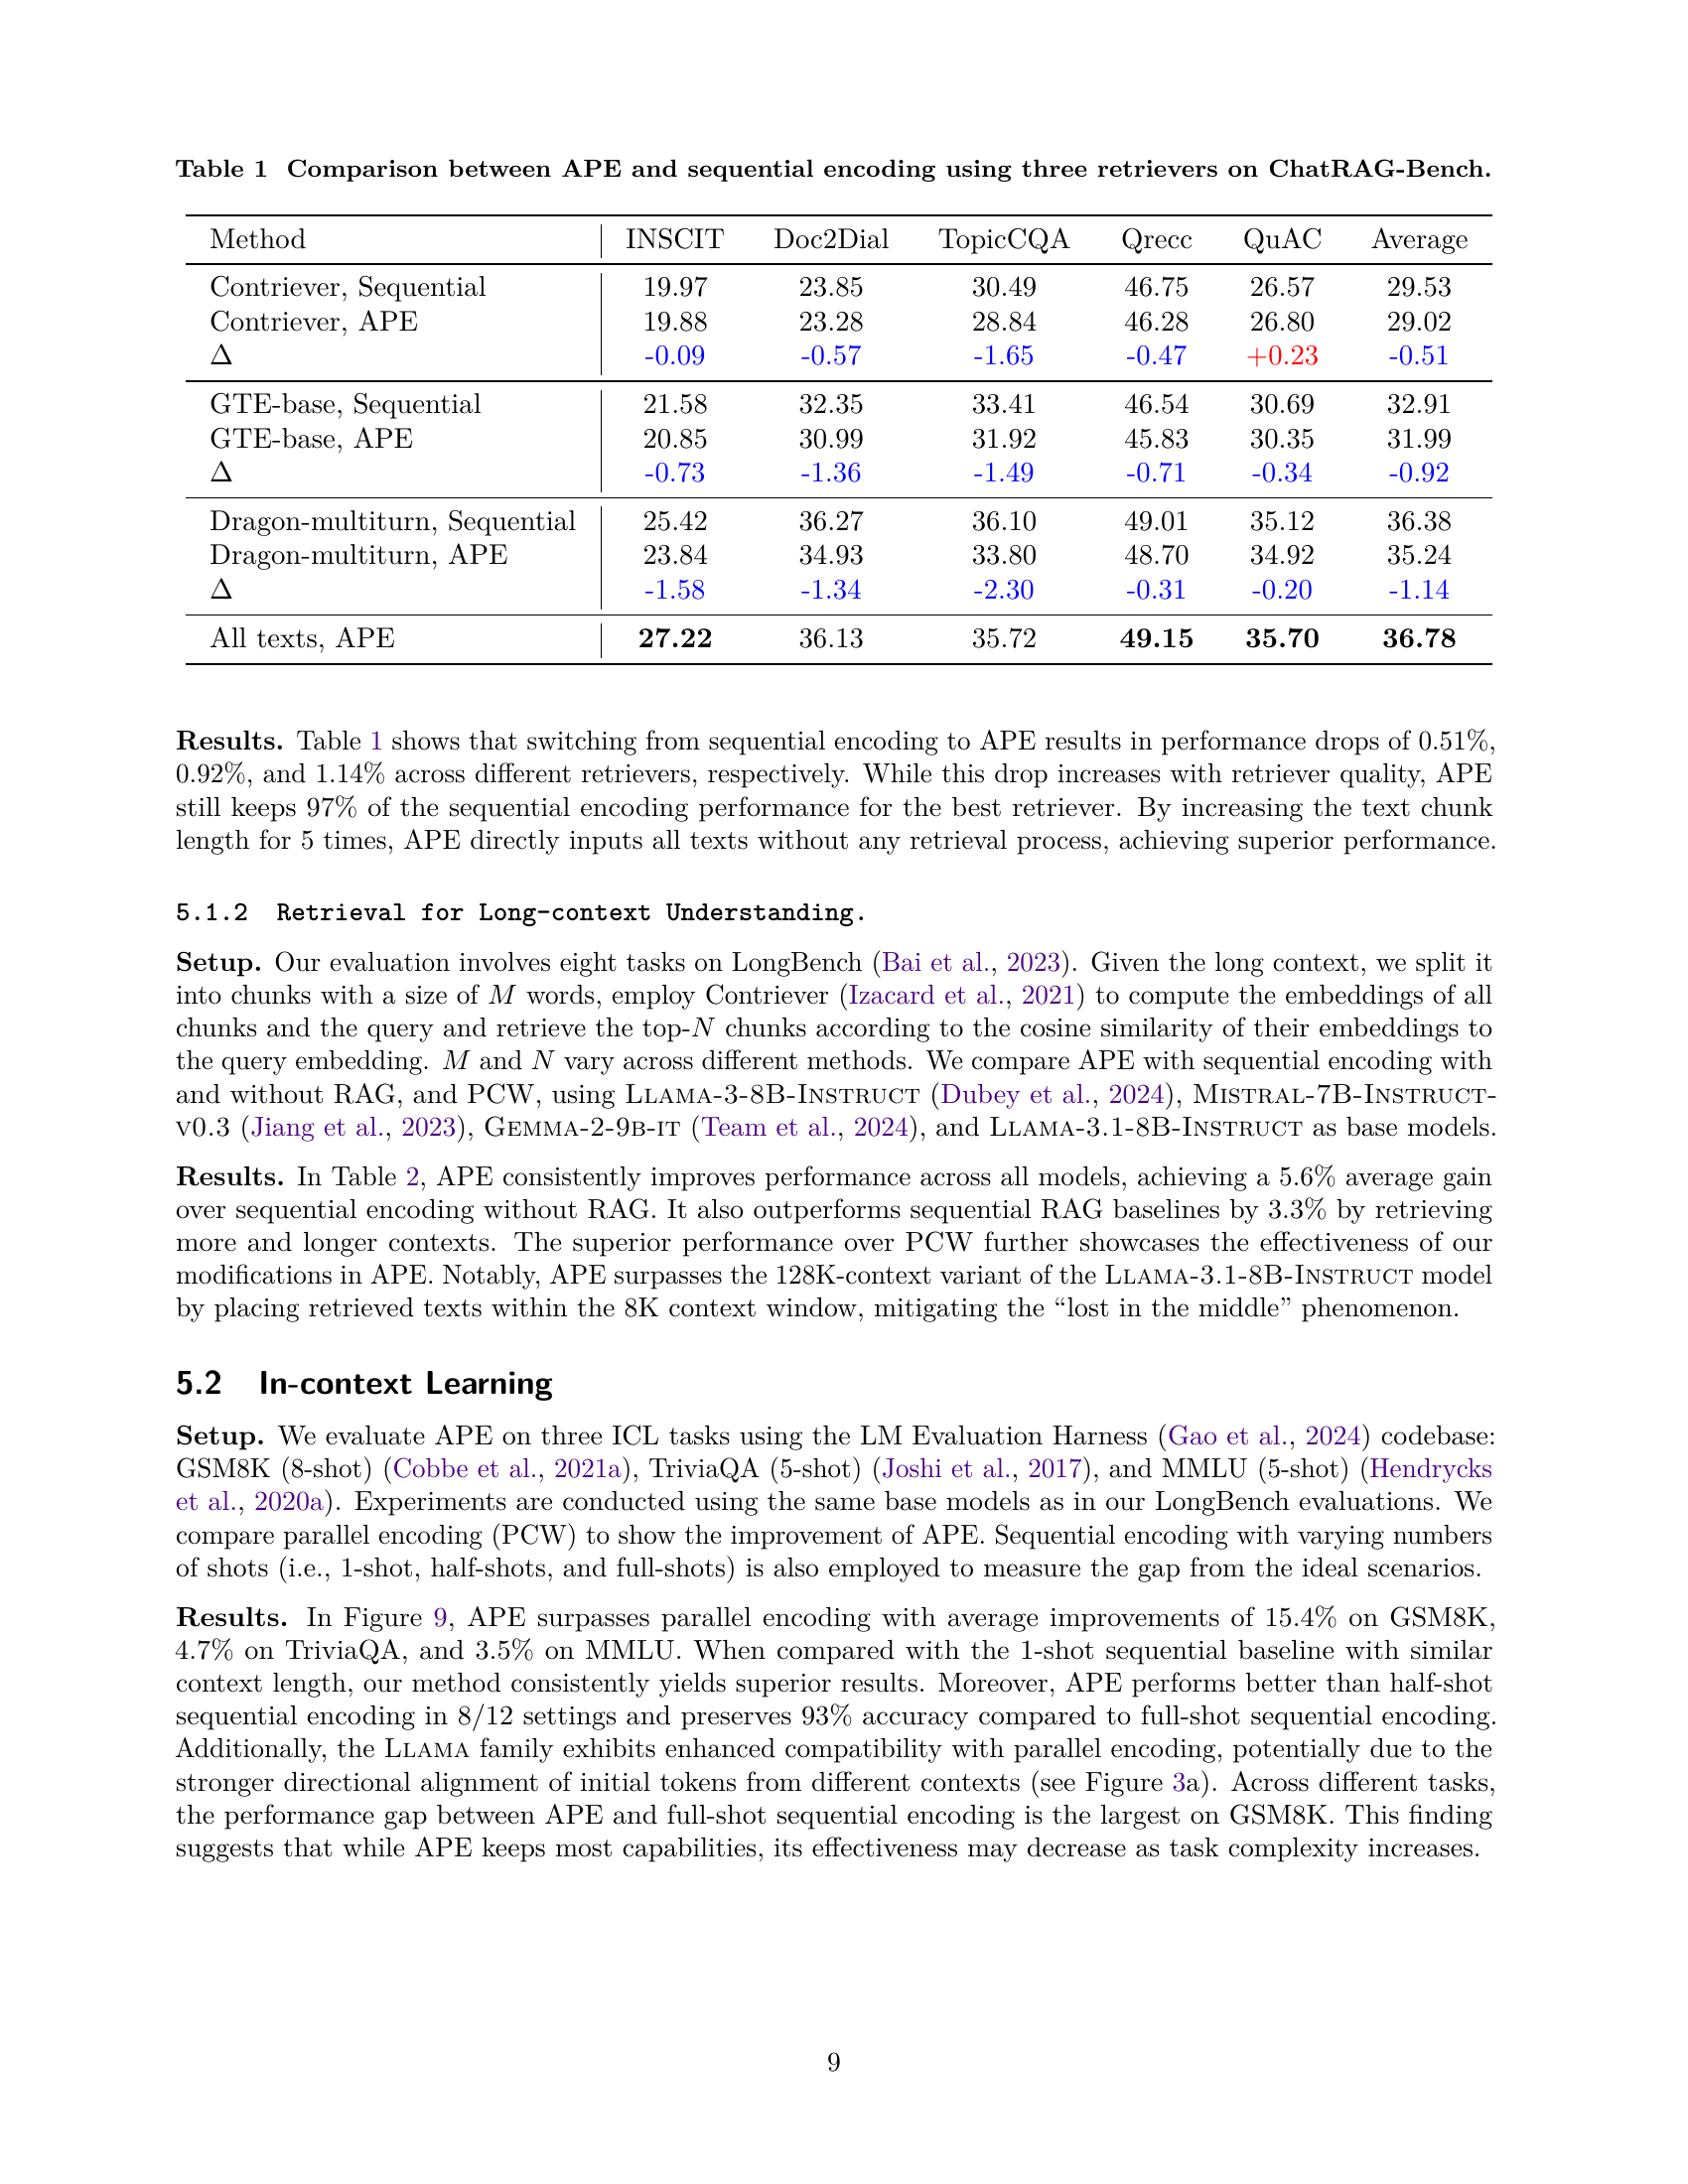 Table 1 Comparison between APE and sequential encoding using three retrievers on ChatRAG-Bench.
Method INSCIT Doc2Dial TopicCQA Qrecc QuAC Average
Contriever, Sequential 19.97 23.85 30.49 46.75 26.57 29.53
Contriever, APE 19.88 23.28 28.84 46.28 26.80 29.02
Δ -0.09 -0.57 -1.65 -0.47 +0.23 -0.51
GTE-base, Sequential 21.58 32.35 33.41 46.54 30.69 32.91
GTE-base, APE 20.85 30.99 31.92 45.83 30.35 31.99
Δ -0.73 -1.36 -1.49 -0.71 -0.34 -0.92
Dragon-multiturn, Sequential 25.42 36.27 36.10 49.01 35.12 36.38
Dragon-multiturn, APE 23.84 34.93 33.80 48.70 34.92 35.24
Δ -1.58 -1.34 -2.30 -0.31 -0.20 -1.14
All texts, APE 27.22 36.13 35.72 49.15 35.70 36.78
Results. Table 1 shows that switching from sequential encoding to APE results in performance drops of 0.51%,
0.92%, and 1.14% across different retrievers, respectively. While this drop increases with retriever quality, APE
still keeps 97% of the sequential encoding performance for the best retriever. By increasing the text chunk
length for 5 times, APE directly inputs all texts without any retrieval process, achieving superior performance.
5.1.2 Retrieval for Long-context Understanding.
Setup. Our evaluation involves eight tasks on LongBench (Bai et al., 2023). Given the long context, we split it
into chunks with a size of M words, employ Contriever (Izacard et al., 2021) to compute the embeddings of all
chunks and the query and retrieve the top-N chunks according to the cosine similarity of their embeddings to
the query embedding. M and N vary across different methods. We compare APE with sequential encoding with
and without RAG, and PCW, using Llama-3-8B-Instruct (Dubey et al., 2024), Mistral-7B-Instruct-
v0.3 (Jiang et al., 2023), Gemma-2-9b-it (Team et al., 2024), and Llama-3.1-8B-Instruct as base models.
Results. In Table 2, APE consistently improves performance across all models, achieving a 5.6% average gain
over sequential encoding without RAG. It also outperforms sequential RAG baselines by 3.3% by retrieving
more and longer contexts. The superior performance over PCW further showcases the effectiveness of our
modifications in APE. Notably, APE surpasses the 128K-context variant of the Llama-3.1-8B-Instruct model
by placing retrieved texts within the 8K context window, mitigating the “lost in the middle” phenomenon.
5.2 In-context Learning
Setup. We evaluate APE on three ICL tasks using the LM Evaluation Harness (Gao et al., 2024) codebase:
GSM8K (8-shot) (Cobbe et al., 2021a), TriviaQA (5-shot) (Joshi et al., 2017), and MMLU (5-shot) (Hendrycks
et al., 2020a). Experiments are conducted using the same base models as in our LongBench evaluations. We
compare parallel encoding (PCW) to show the improvement of APE. Sequential encoding with varying numbers
of shots (i.e., 1-shot, half-shots, and full-shots) is also employed to measure the gap from the ideal scenarios.
Results. In Figure 9, APE surpasses parallel encoding with average improvements of 15.4% on GSM8K,
4.7% on TriviaQA, and 3.5% on MMLU. When compared with the 1-shot sequential baseline with similar
context length, our method consistently yields superior results. Moreover, APE performs better than half-shot
sequential encoding in 8/12 settings and preserves 93% accuracy compared to full-shot sequential encoding.
Additionally, the Llama family exhibits enhanced compatibility with parallel encoding, potentially due to the
stronger directional alignment of initial tokens from different contexts (see Figure 3a). Across different tasks,
the performance gap between APE and full-shot sequential encoding is the largest on GSM8K. This finding
suggests that while APE keeps most capabilities, its effectiveness may decrease as task complexity increases.
9